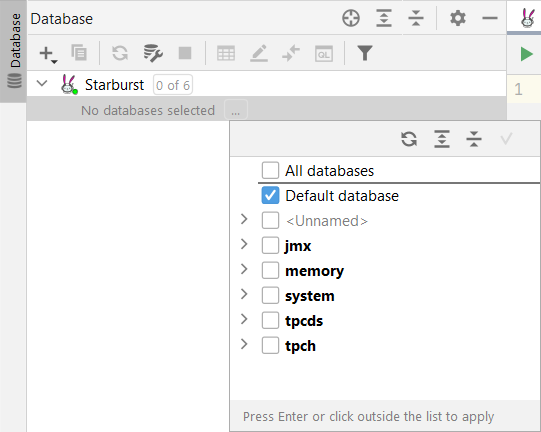 Database
Database
QL
Starburst 0 of 6
No databases selected ...
1
All databases
Default database
<Unnamed>
jmx
memory
system
tpcds
tpch
Press Enter or click outside the list to apply